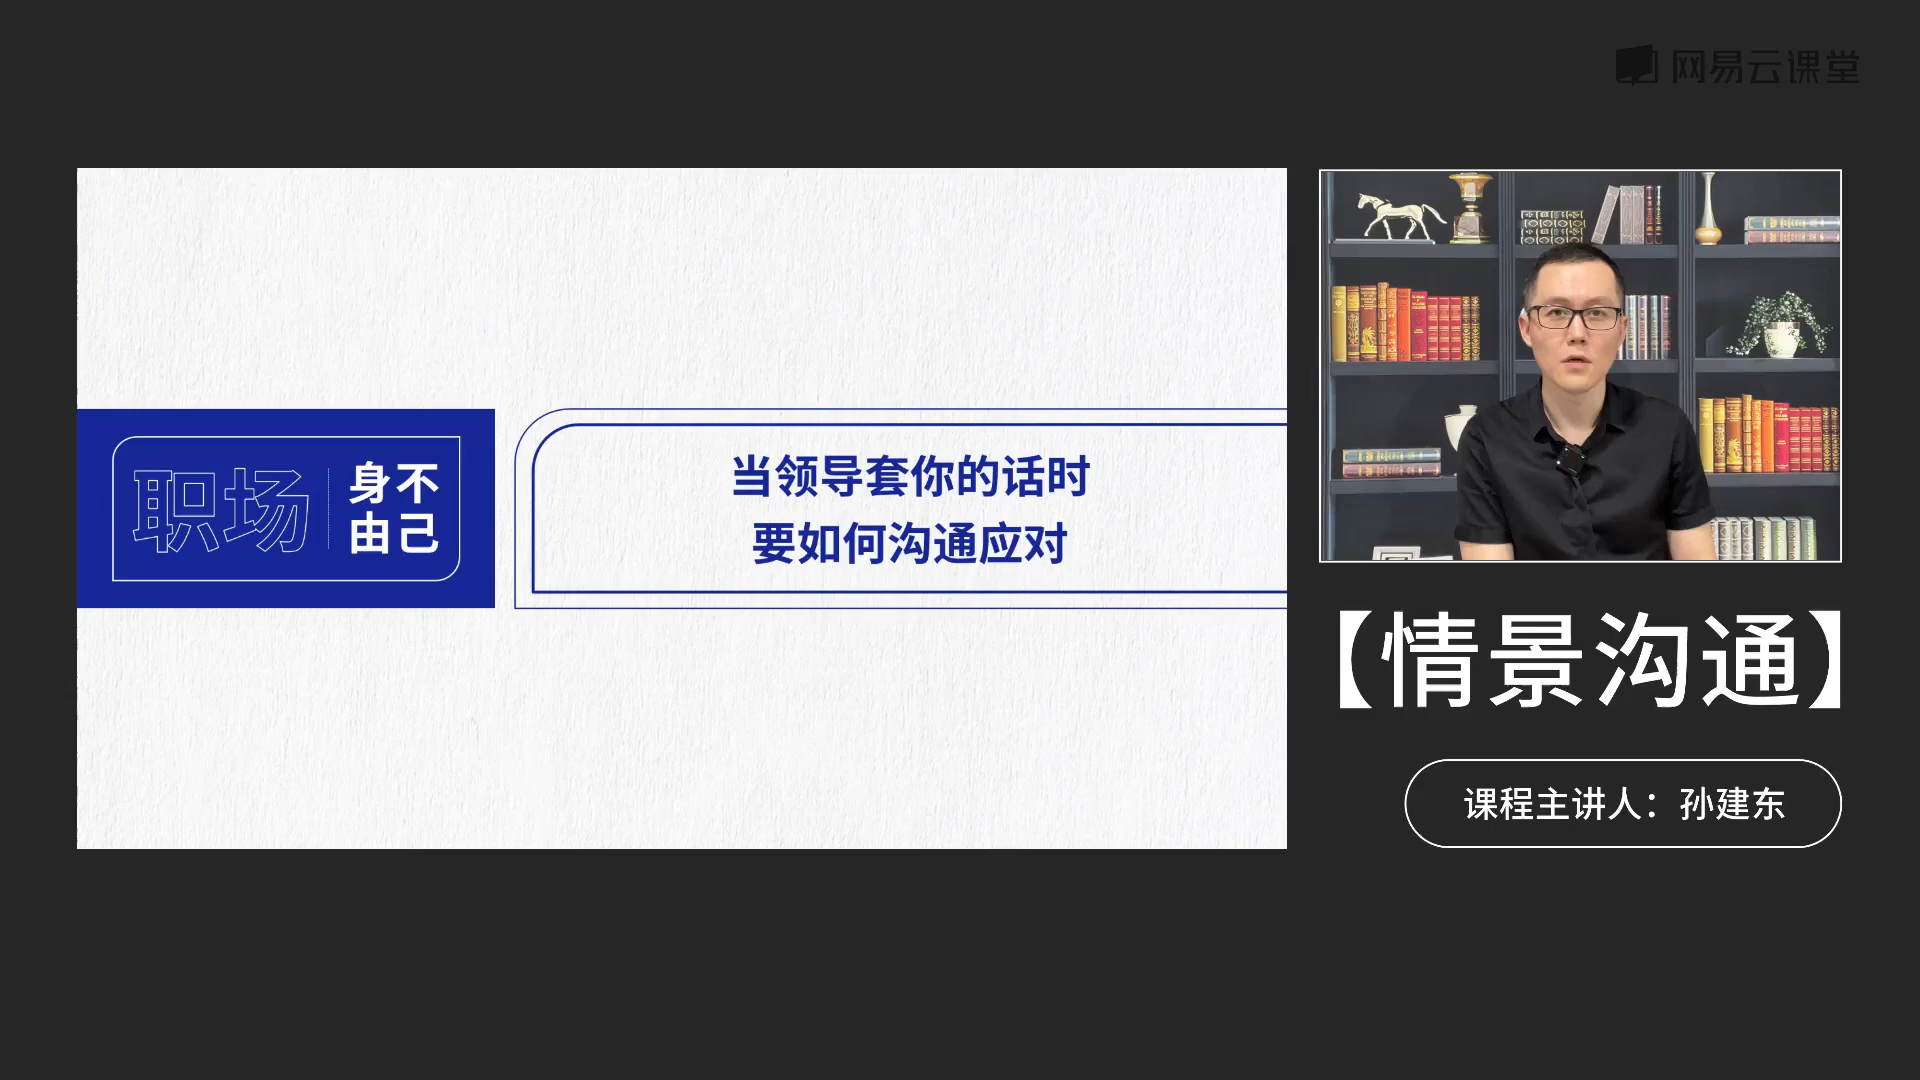 网易云课堂
职场
身不
由己
当领导套你的话时
要如何沟通应对
【情景沟通】
课程主讲人：孙建东